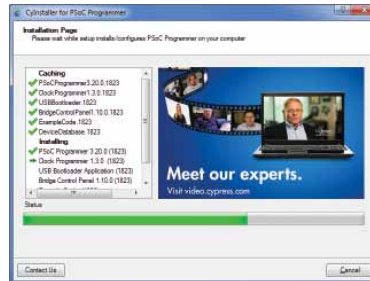 CyInstaller for PSoC Programmer
Installation Page
Please wait while setup installs/configures PSoC Programmer on your computer
Caching
PSoCProgrammer3.20.0.1823
ClockProgrammer1.3.0.1823
USBBootloader.1823
BridgeControlPanel1.10.0.1823
ExampleCode.1823
DeviceDatabase.1823
Installing
PSoC Programmer 3.20.0 (1823)
Clock Programmer 1.3.0 (1823)
USB Bootloader Application (1823)
Bridge Control Panel 1.10.0 (1823)
Meet our experts.
Visit video.cypress.com
Status
Contact Us
Cancel